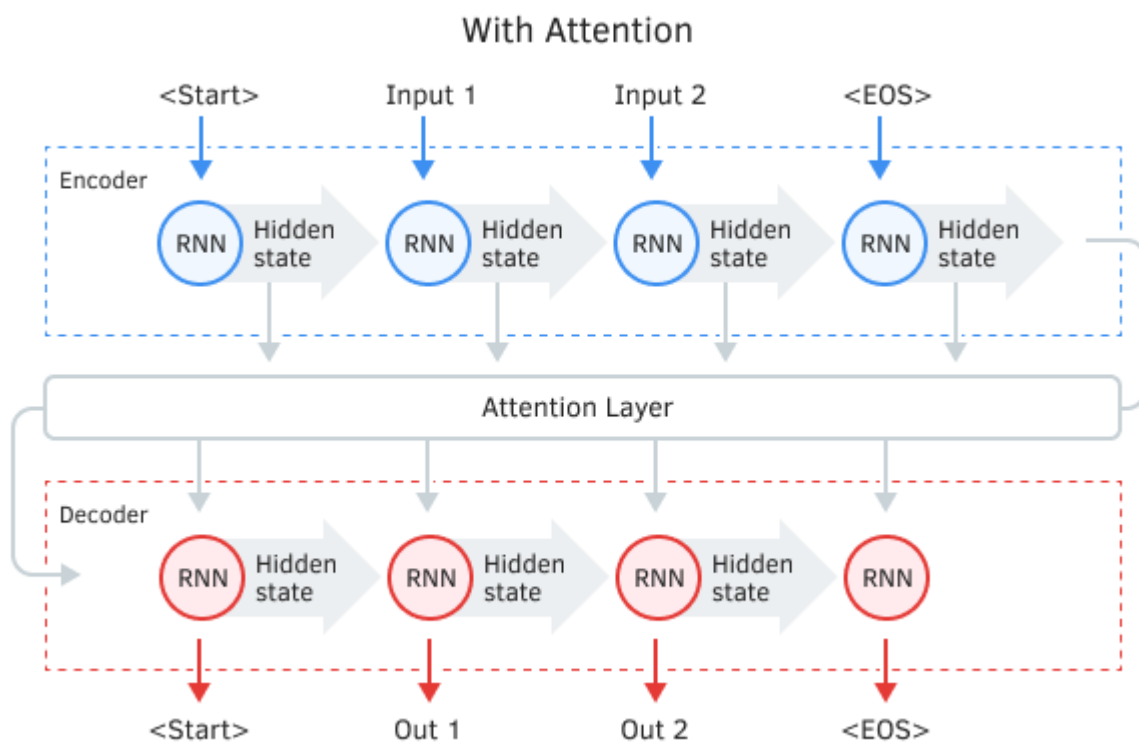 With Attention
<Start> Input 1 Input 2 <EOS>
Encoder
RNN Hidden state RNN Hidden state RNN Hidden state RNN Hidden state
Attention Layer
Decoder
RNN Hidden state RNN Hidden state RNN Hidden state RNN
<Start> Out 1 Out 2 <EOS>